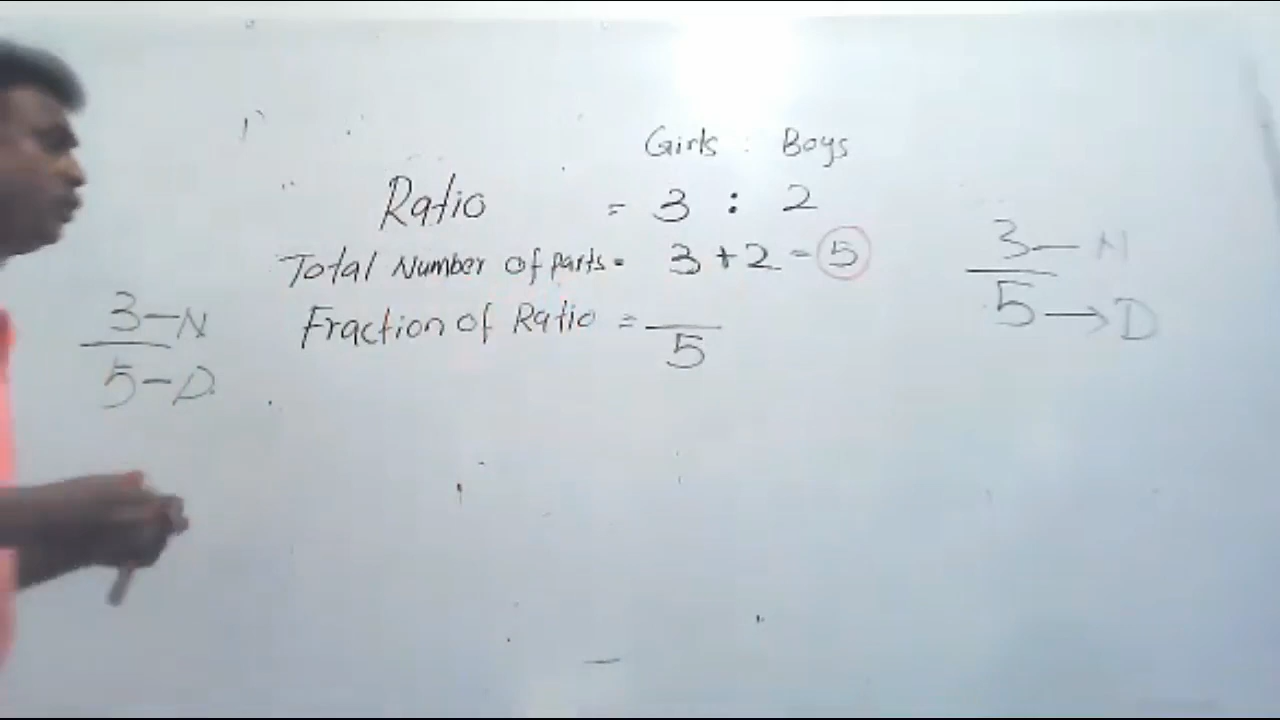 Girls : Boys
Ratio = 3 : 2
Total Number of parts = 3 + 2 = 5
Fraction of Ratio = __/5
3 — N
5 — D
3 — N
5 → D